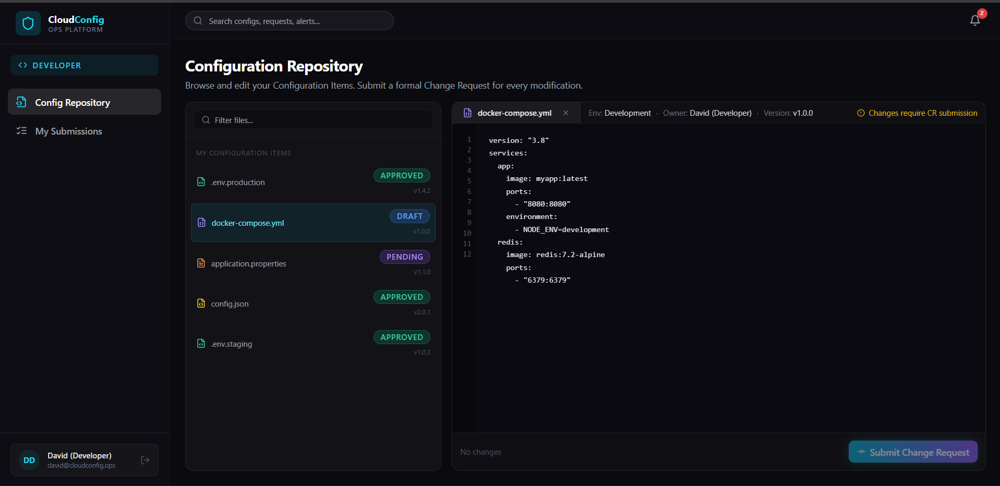 CloudConfig
OPS PLATFORM
Search configs, requests, alerts...
2
DEVELOPER
Config Repository
My Submissions
Configuration Repository
Browse and edit your Configuration Items. Submit a formal Change Request for every modification.
Filter files...
MY CONFIGURATION ITEMS
.env.production
APPROVED
v1.4.2
docker-compose.yml
DRAFT
v1.0.0
application.properties
PENDING
v1.1.0
config.json
APPROVED
v2.0.1
.env.staging
APPROVED
v1.0.3
docker-compose.yml Env: Development · Owner: David (Developer) · Version: v1.0.0 Changes require CR submission
1 version: "3.8"
2 services:
3   app:
4     image: myapp:latest
5     ports:
6       - "8080:8080"
7     environment:
8       - NODE_ENV=development
9   redis:
10     image: redis:7.2-alpine
11     ports:
12       - "6379:6379"
No changes
Submit Change Request
DD
David (Developer)
david@cloudconfig.ops